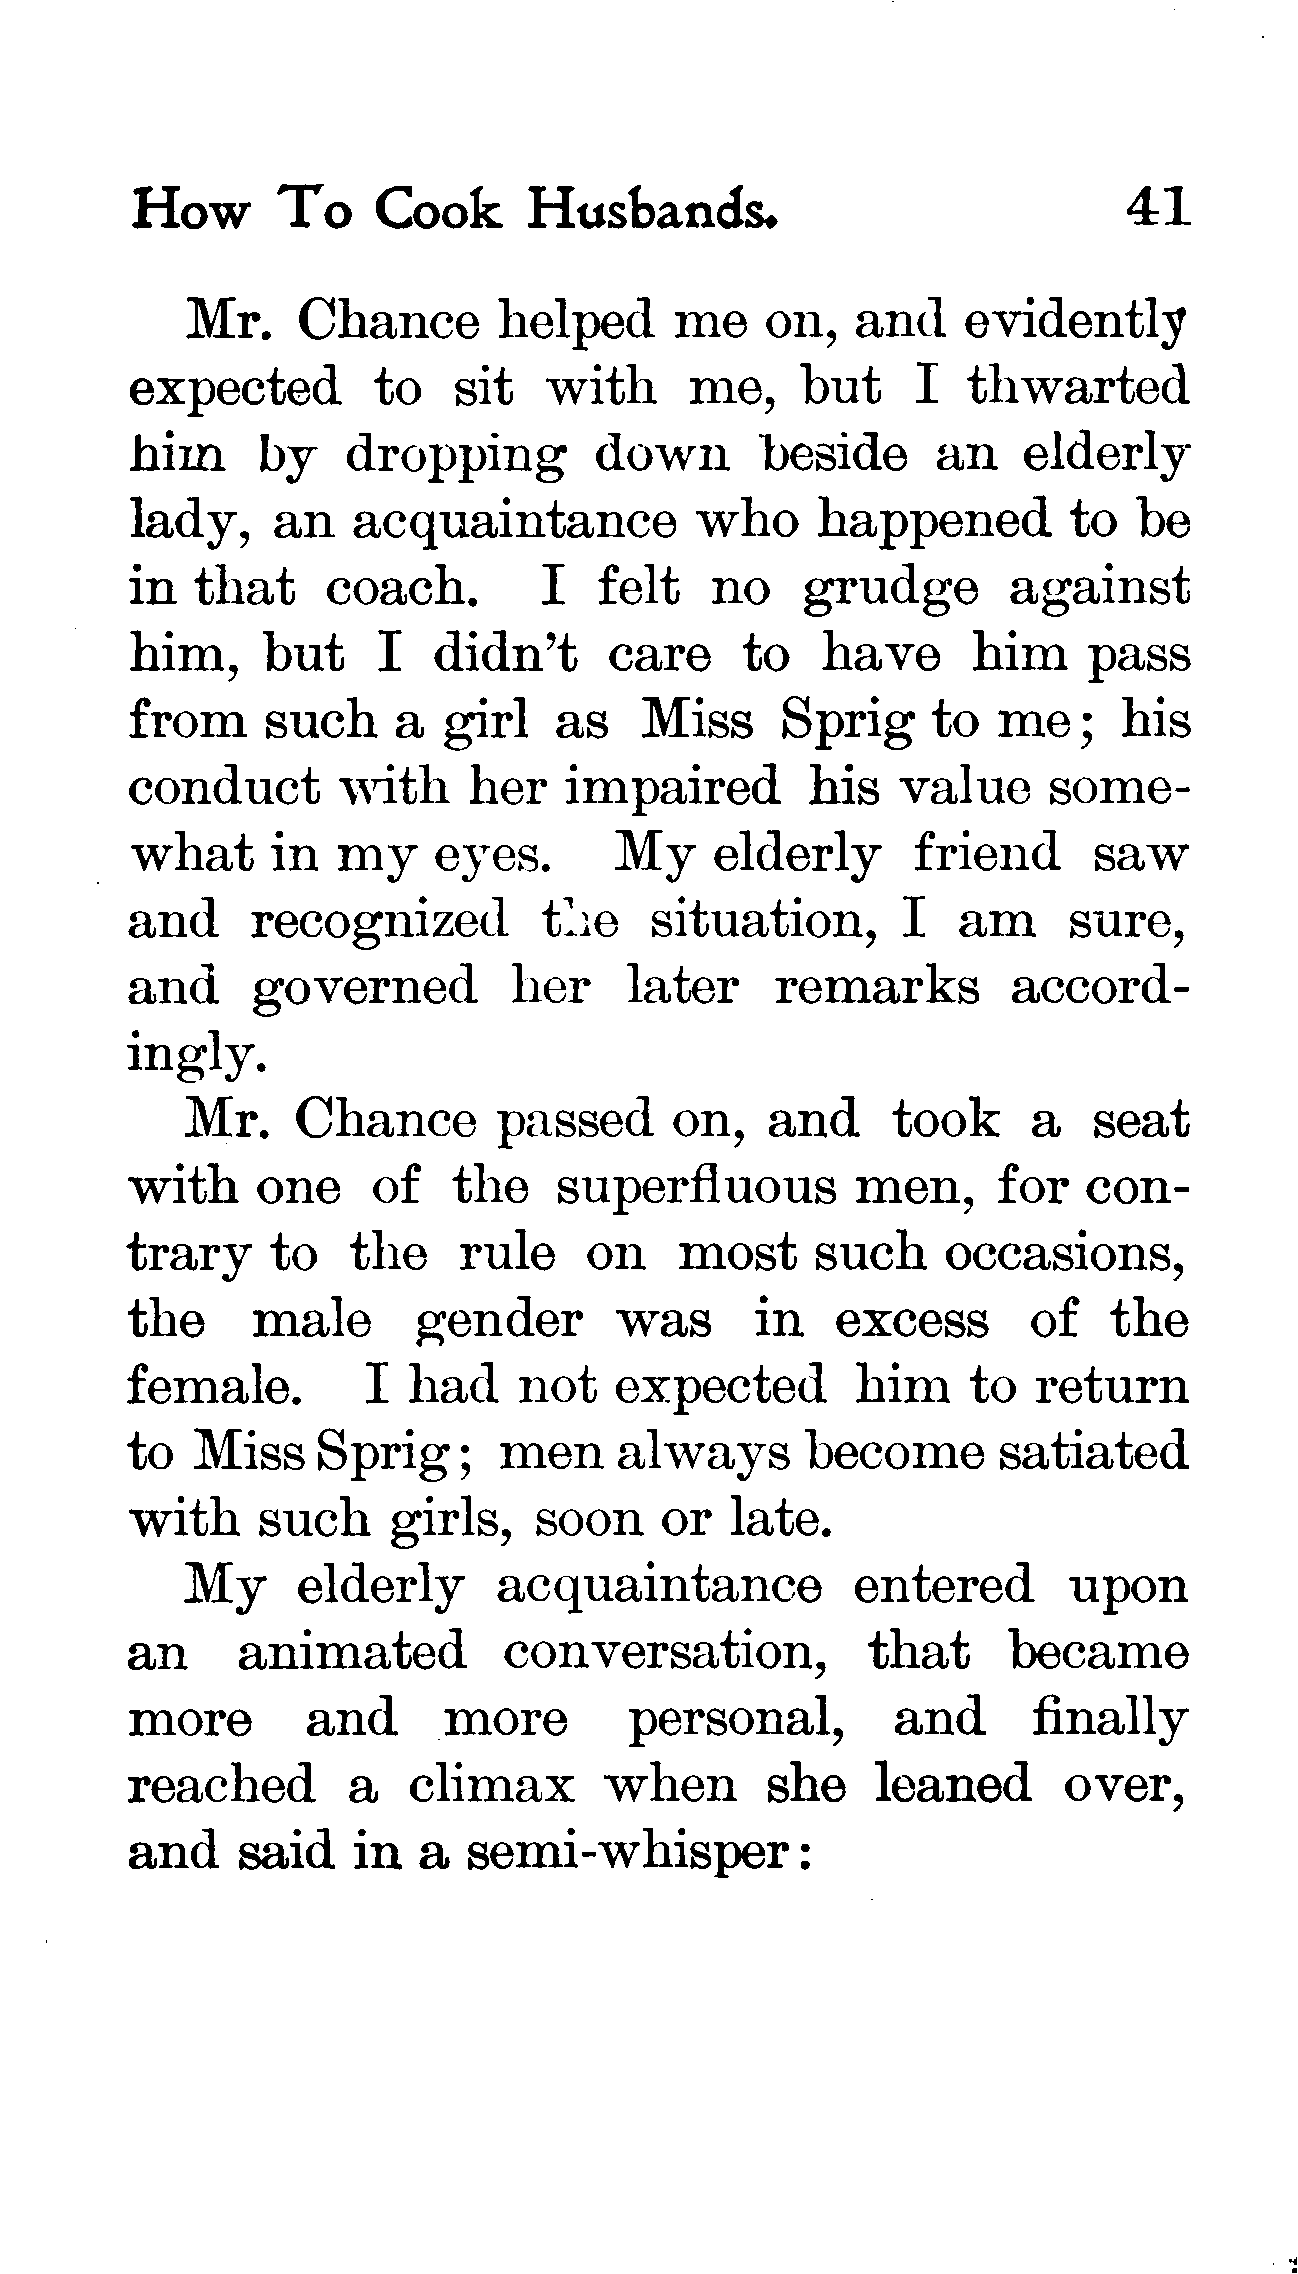 How To Cook Husbands. 41
Mr. Chance helped me on, and evidently
expected to sit with me, but I thwarted
him by dropping down beside an elderly
lady, an acquaintance who happened to be
in that coach. I felt no grudge against
him, but I didn't care to have him pass
from such a girl as Miss Sprig to me; his
conduct with her impaired his value some-
what in my eyes. My elderly friend saw
and recognized the situation, I am sure,
and governed her later remarks accord-
ingly.
Mr. Chance passed on, and took a seat
with one of the superfluous men, for con-
trary to the rule on most such occasions,
the male gender was in excess of the
female. I had not expected him to return
to Miss Sprig; men always become satiated
with such girls, soon or late.
My elderly acquaintance entered upon
an animated conversation, that became
more and more personal, and finally
reached a climax when she leaned over,
and said in a semi-whisper: